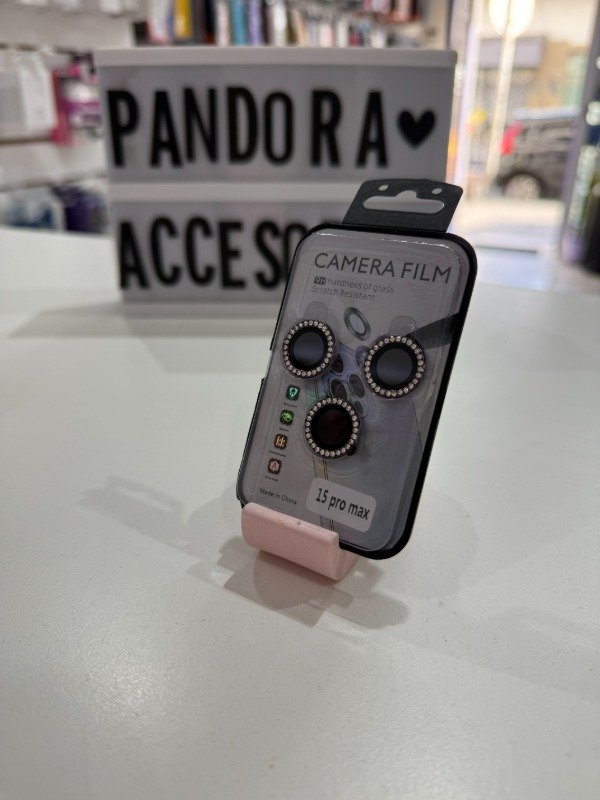 PANDORA♥
ACCESO
CAMERA FILM
9H hardness of glass
Scratch Resistant
Made in China
15 pro max